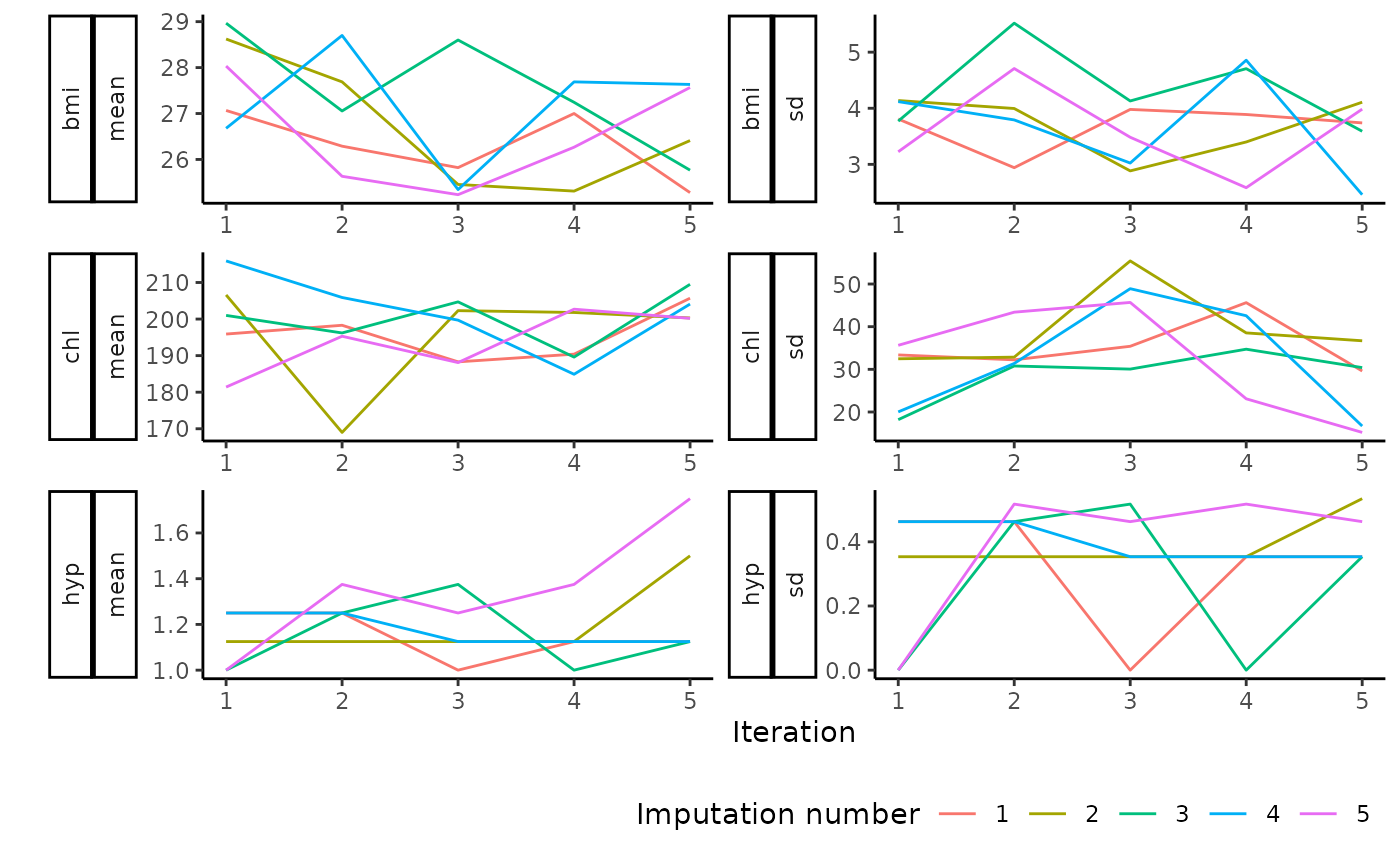 bmi
mean
29
28
27
26
1 2 3 4 5
bmi
sd
5
4
3
1 2 3 4 5
chl
mean
210
200
190
180
170
1 2 3 4 5
chl
sd
50
40
30
20
1 2 3 4 5
hyp
mean
1.6
1.4
1.2
1.0
1 2 3 4 5
hyp
sd
0.4
0.2
0.0
1 2 3 4 5
Iteration
Imputation number 1 2 3 4 5